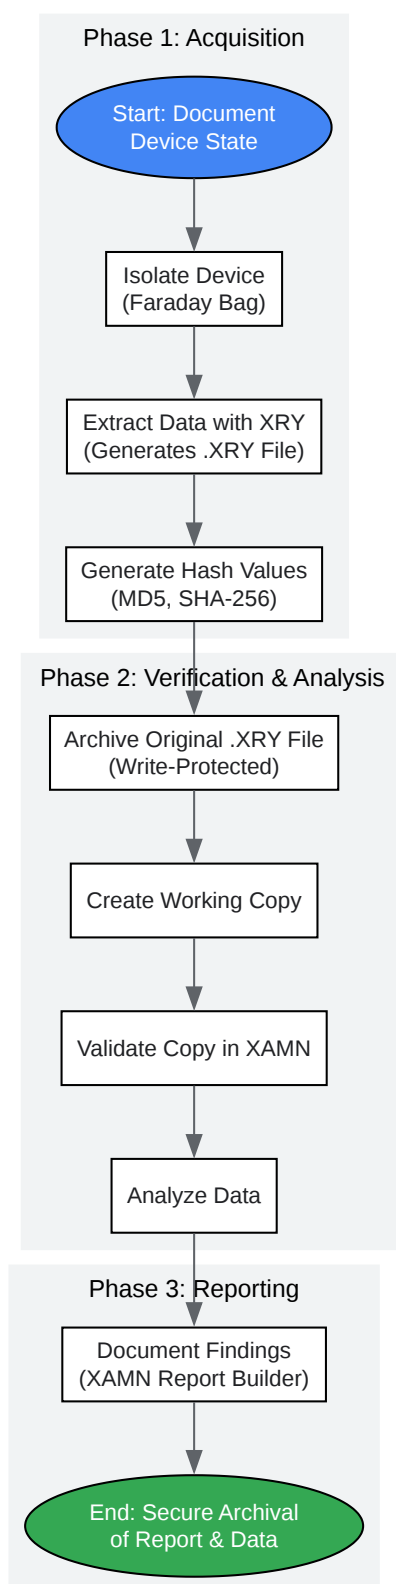 Phase 1: Acquisition
Start: Document
Device State
Isolate Device
(Faraday Bag)
Extract Data with XRY
(Generates .XRY File)
Generate Hash Values
(MD5, SHA-256)
Phase 2: Verification & Analysis
Archive Original .XRY File
(Write-Protected)
Create Working Copy
Validate Copy in XAMN
Analyze Data
Phase 3: Reporting
Document Findings
(XAMN Report Builder)
End: Secure Archival
of Report & Data